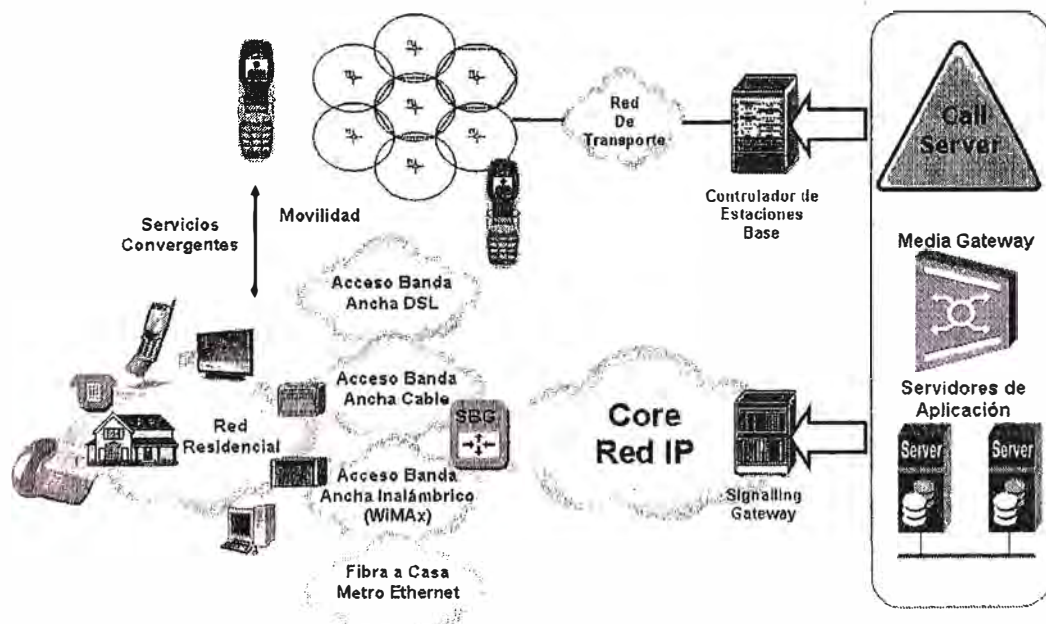 Red
De
Transporte
Call
Server
Controlador de
Estaciones
Base
Servicios
Convergentes
Movilidad
Media Gateway
Acceso Banda
Ancha DSL
Acceso Banda
Ancha Cable
SBG
Core
Red IP
Servidores de
Aplicación
Red
Residencial
Server
Server
Acceso Banda
Ancha Inalámbrico
(WiMAx)
Signalling
Gateway
Fibra a Casa
Metro Ethernet